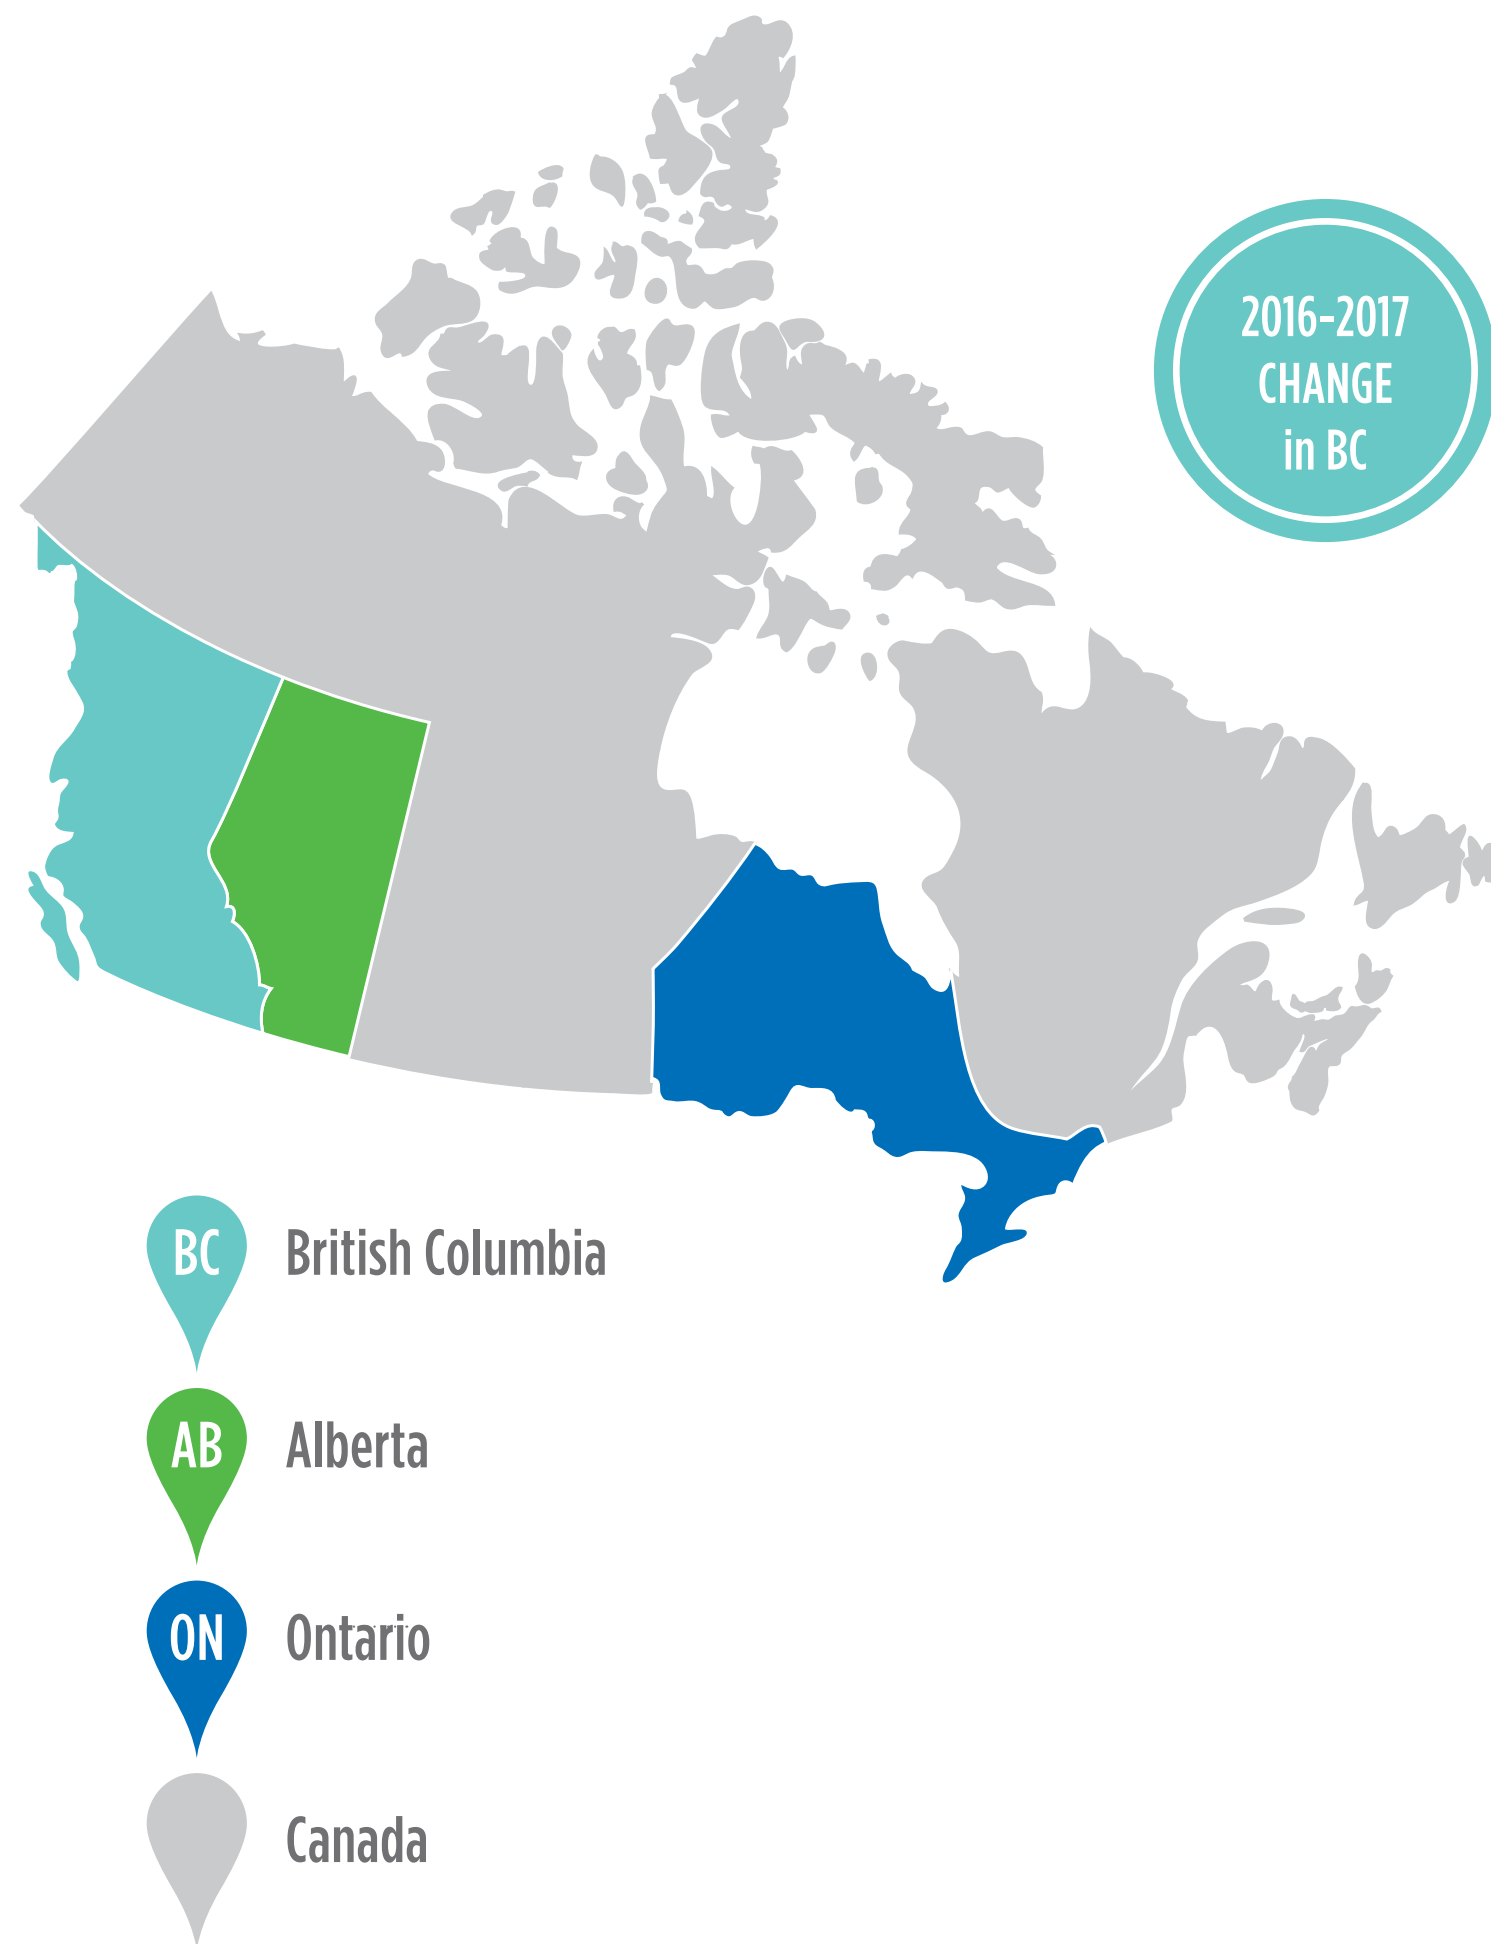 2016-2017
CHANGE
in BC
BC British Columbia
AB Alberta
ON Ontario
Canada